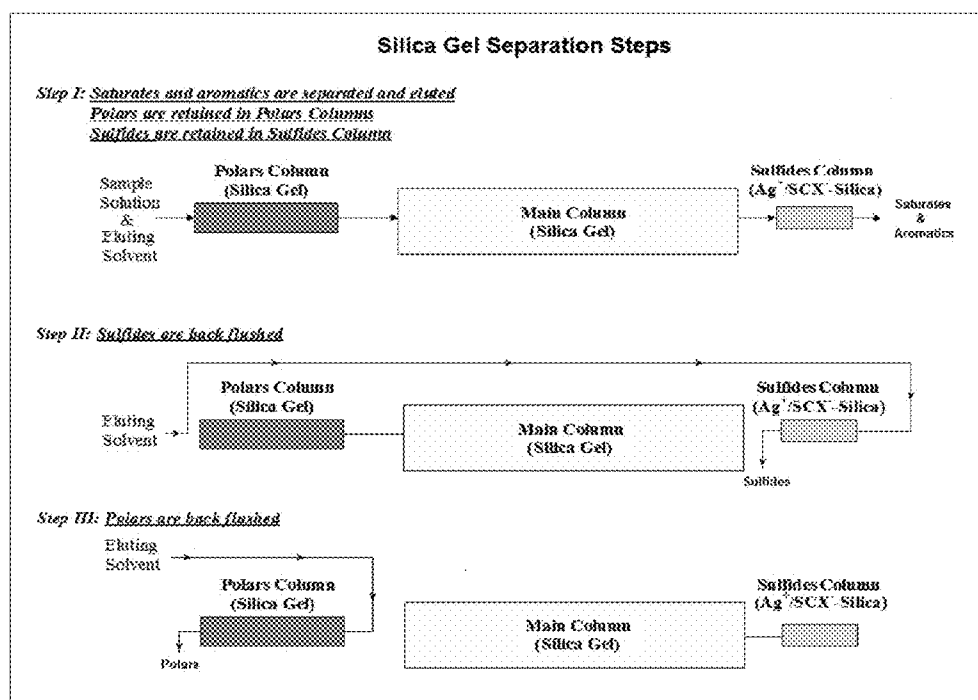 Silica Gel Separation Steps
Step I: Saturates and aromatics are separated and eluted
Polars are retained in Polars Columns
Sulfides are retained in Sulfides Column
Sample
Solution
&
Eluting
Solvent
Polars Column
(Silica Gel)
Main Column
(Silica Gel)
Sulfides Column
(Ag⁺/SCX⁻-Silica)
Saturates
&
Aromatics
Step II: Sulfides are back flushed
Eluting
Solvent
Polars Column
(Silica Gel)
Main Column
(Silica Gel)
Sulfides Column
(Ag⁺/SCX⁻-Silica)
Sulfides
Step III: Polars are back flushed
Eluting
Solvent
Polars Column
(Silica Gel)
Polars
Main Column
(Silica Gel)
Sulfides Column
(Ag⁺/SCX⁻-Silica)